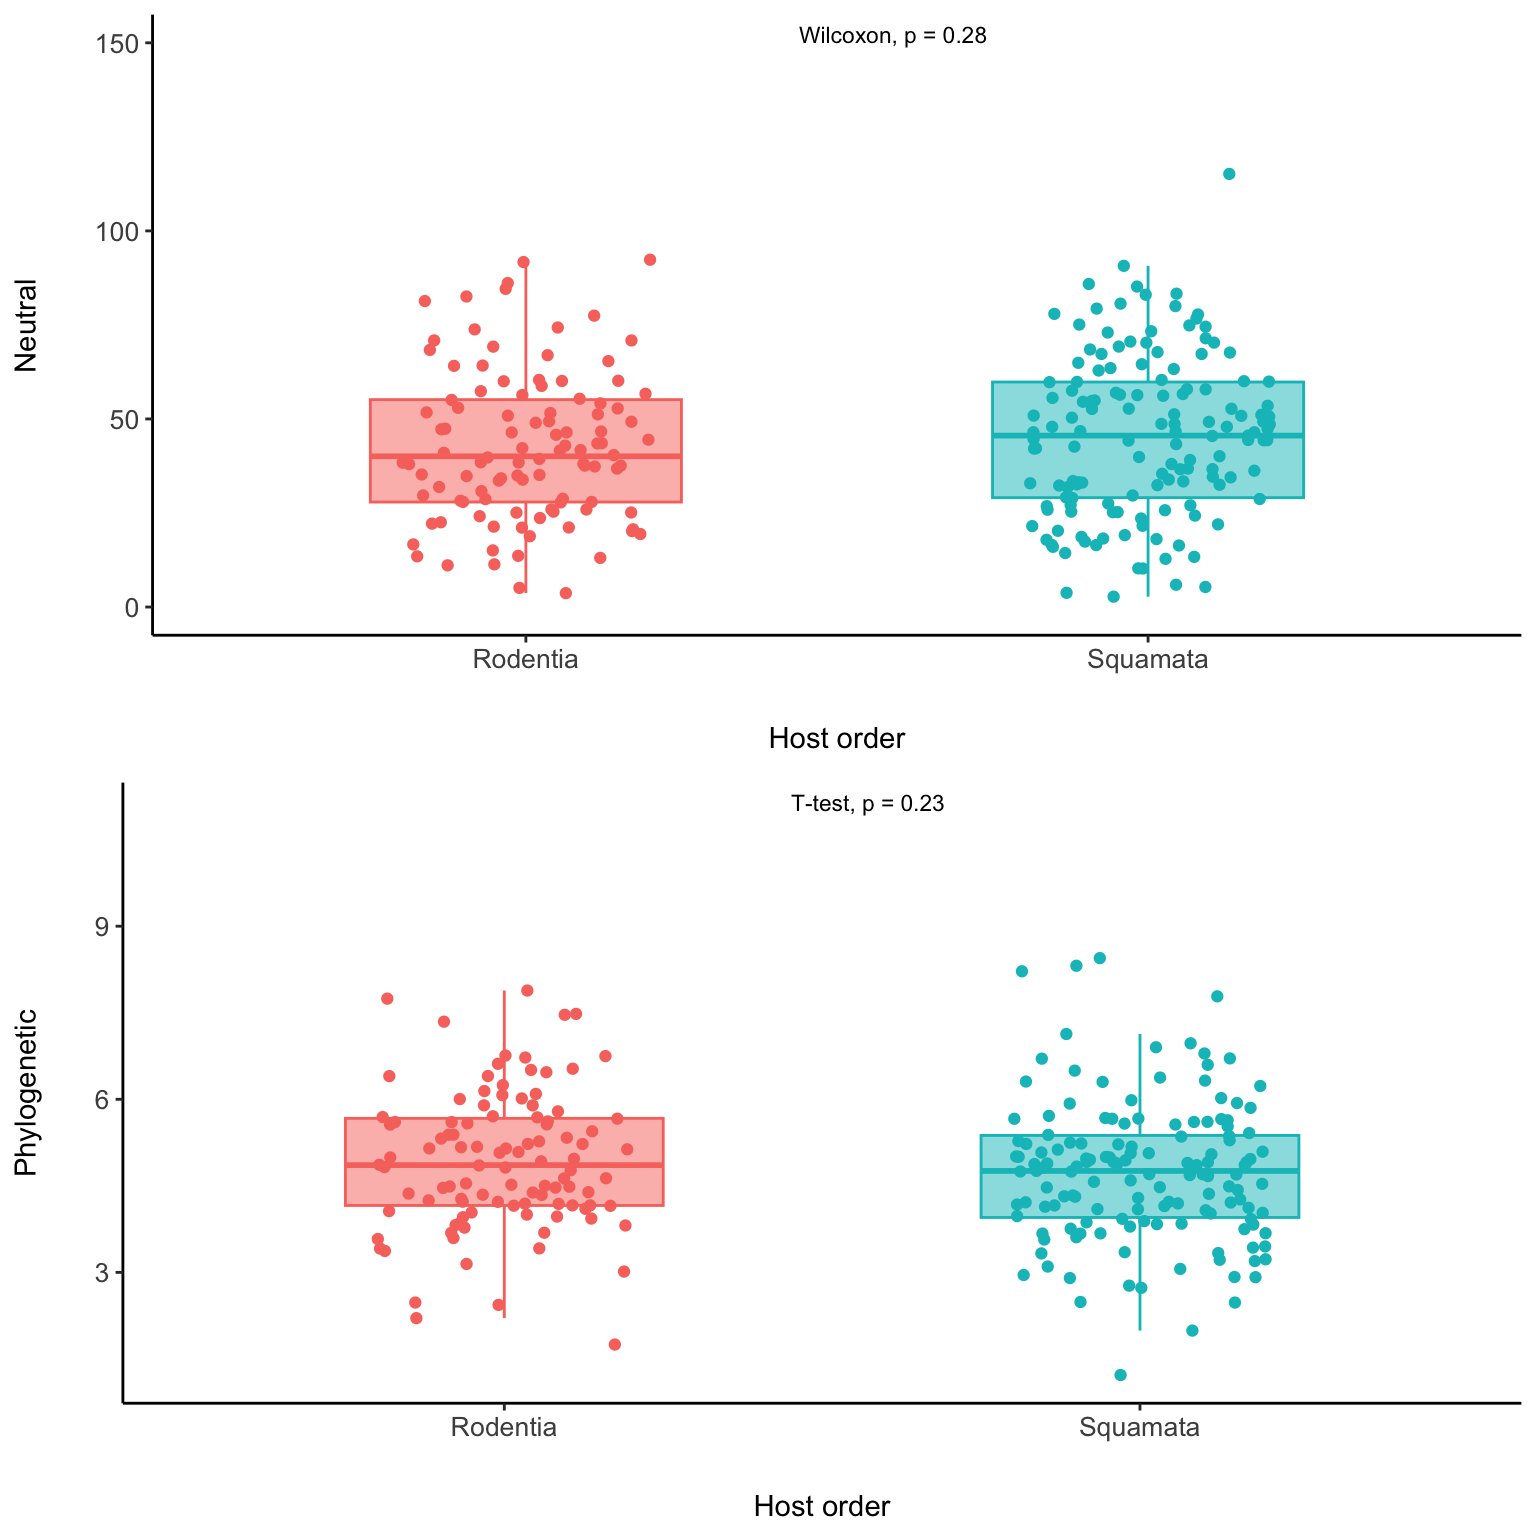 Wilcoxon, p = 0.28
150
100
50
0
Neutral
Rodentia
Squamata
Host order
T-test, p = 0.23
9
6
3
Phylogenetic
Rodentia
Squamata
Host order